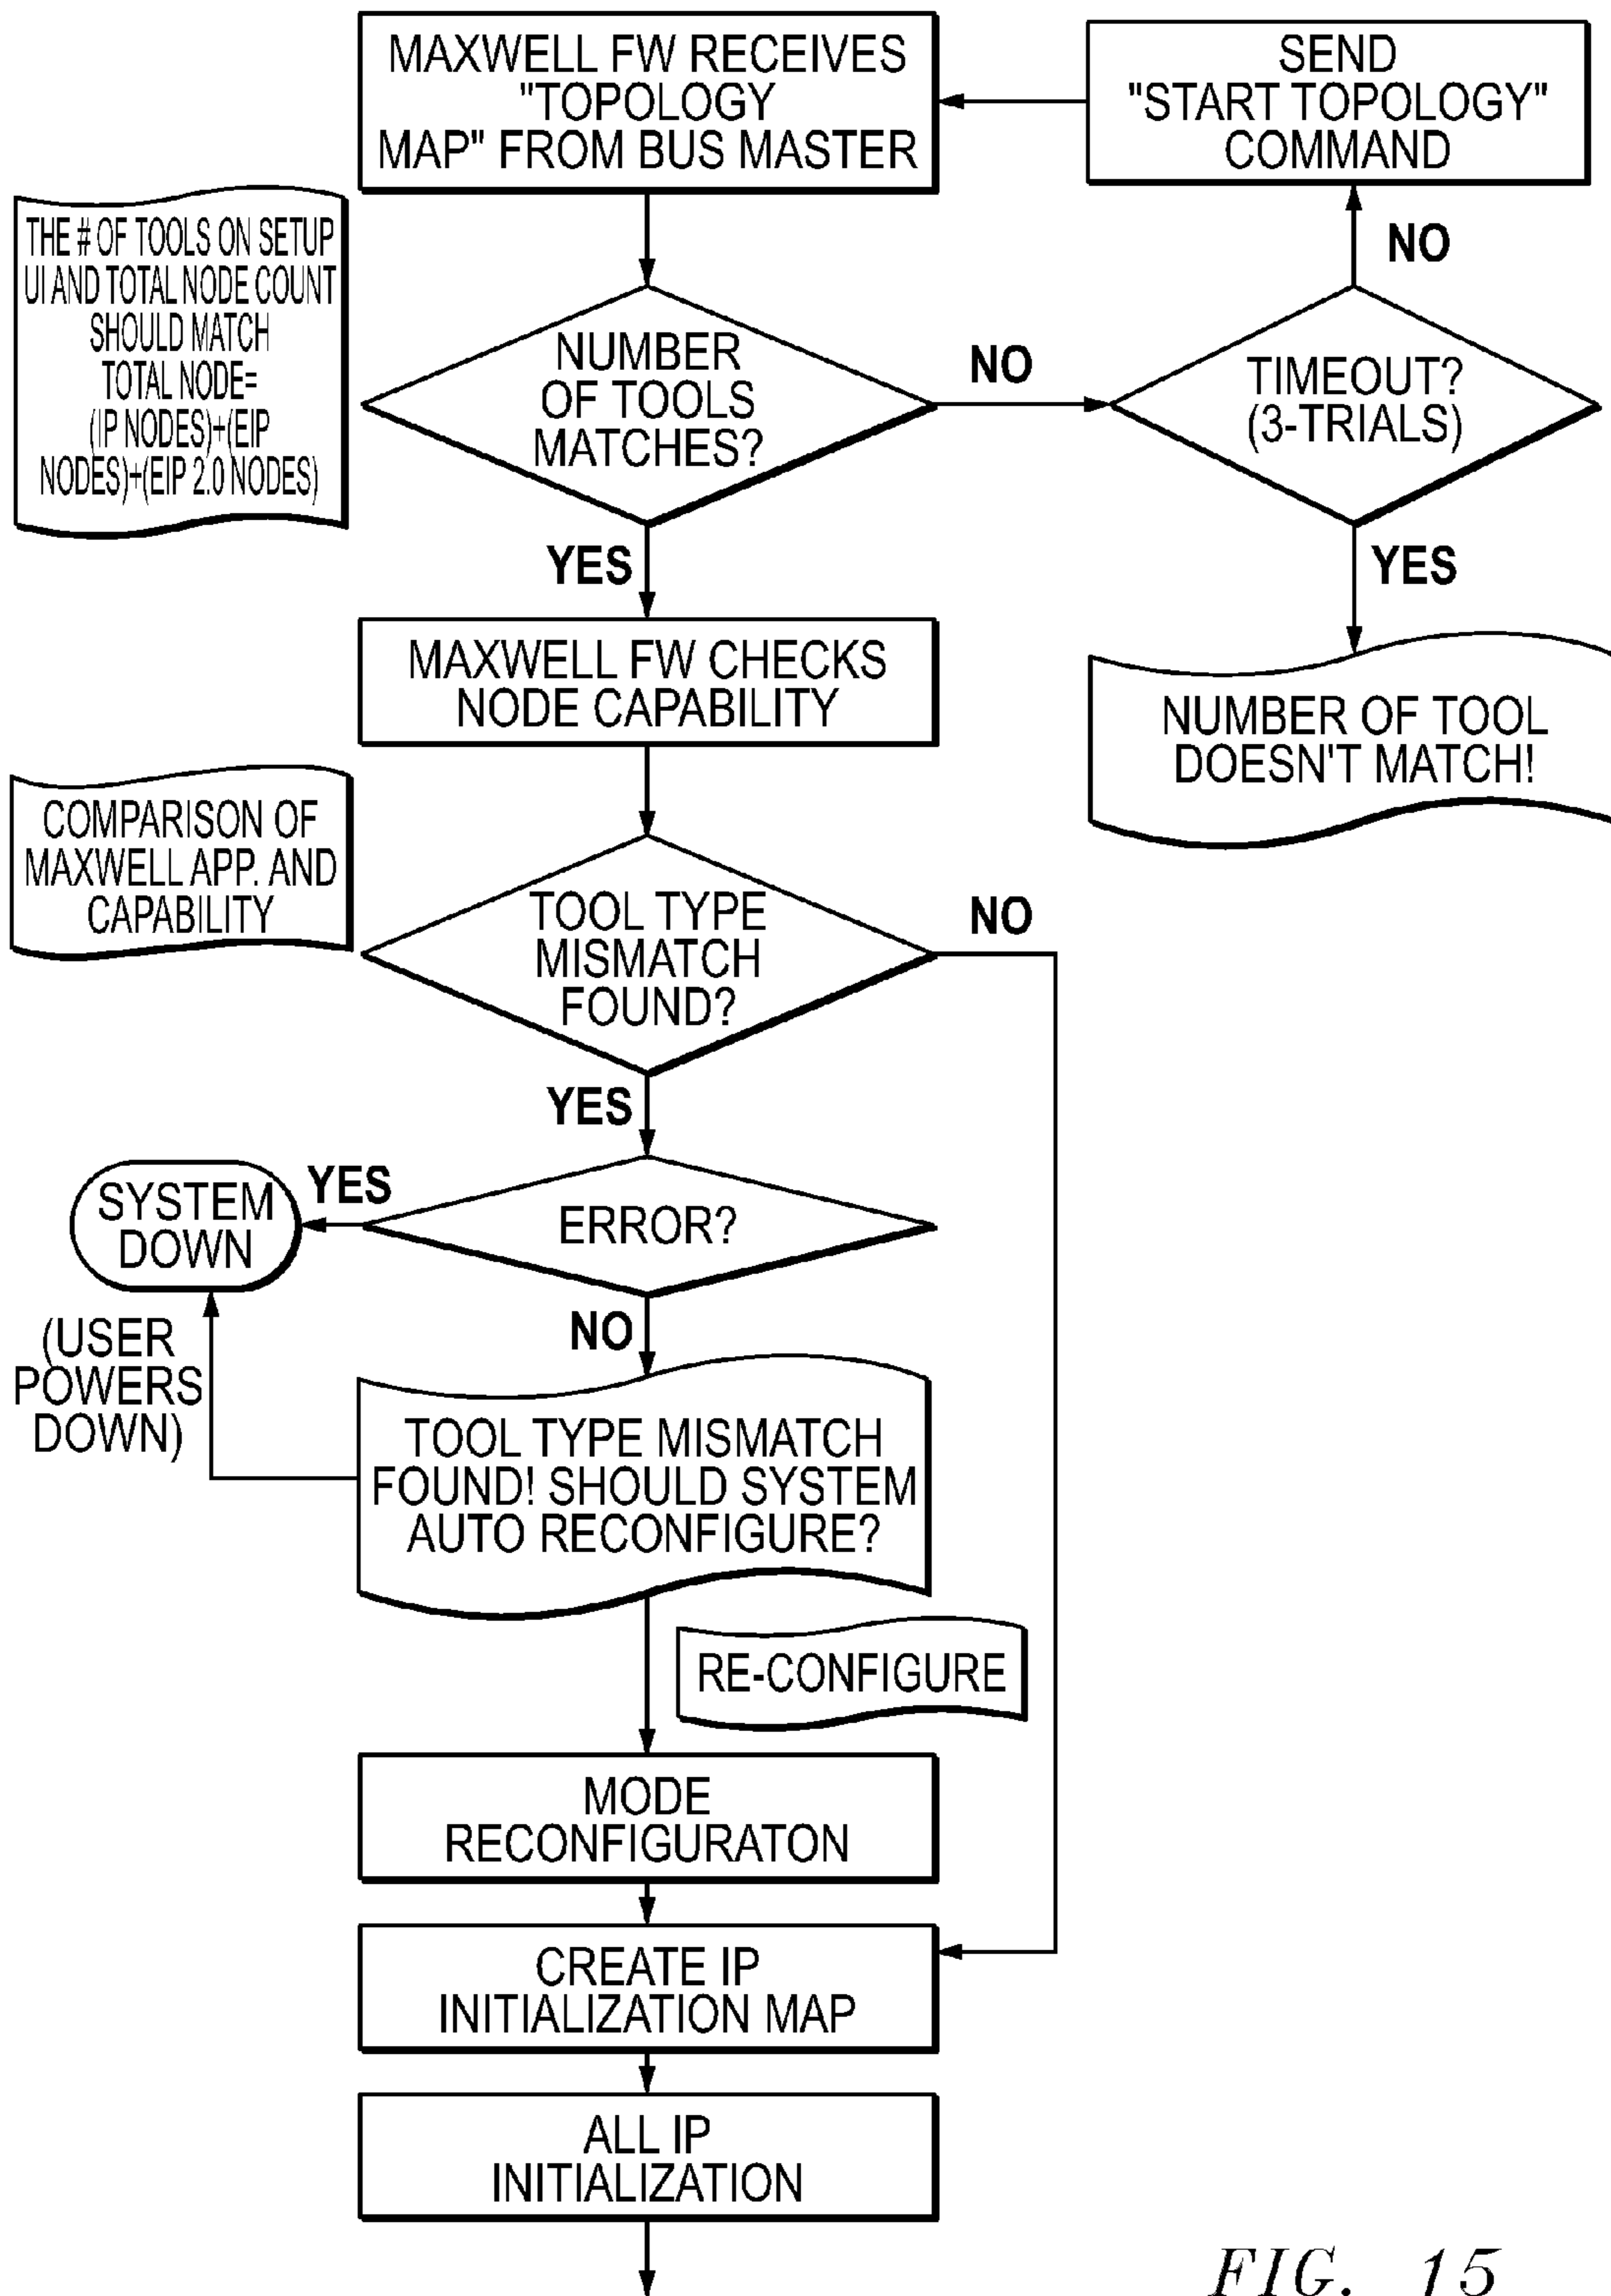 MAXWELL FW RECEIVES
"TOPOLOGY
MAP" FROM BUS MASTER
SEND
"START TOPOLOGY"
COMMAND
THE # OF TOOLS ON SETUP
UI AND TOTAL NODE COUNT
SHOULD MATCH
TOTAL NODE=
(IP NODES)+(EIP
NODES)+(EIP 2.0 NODES)
NO
NUMBER
OF TOOLS
MATCHES?
NO
TIMEOUT?
(3-TRIALS)
YES
YES
MAXWELL FW CHECKS
NODE CAPABILITY
NUMBER OF TOOL
DOESN'T MATCH!
COMPARISON OF
MAXWELL APP. AND
CAPABILITY
TOOL TYPE
MISMATCH
FOUND?
NO
YES
SYSTEM
DOWN
YES
ERROR?
NO
(USER
POWERS
DOWN)
TOOL TYPE MISMATCH
FOUND! SHOULD SYSTEM
AUTO RECONFIGURE?
RE-CONFIGURE
MODE
RECONFIGURATON
CREATE IP
INITIALIZATION MAP
ALL IP
INITIALIZATION
FIG. 15